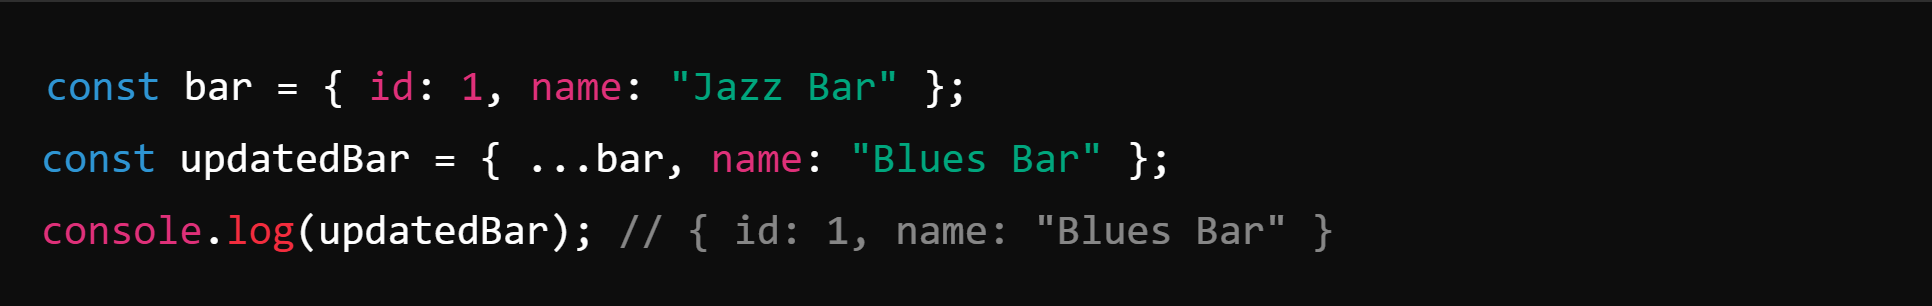 const bar = { id: 1, name: "Jazz Bar" };
const updatedBar = { ...bar, name: "Blues Bar" };
console.log(updatedBar); // { id: 1, name: "Blues Bar" }